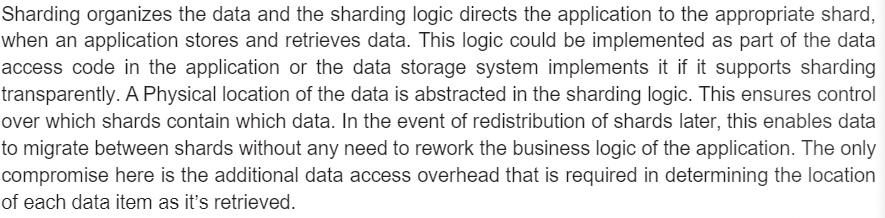 Sharding organizes the data and the sharding logic directs the application to the appropriate shard,
when an application stores and retrieves data. This logic could be implemented as part of the data
access code in the application or the data storage system implements it if it supports sharding
transparently. A Physical location of the data is abstracted in the sharding logic. This ensures control
over which shards contain which data. In the event of redistribution of shards later, this enables data
to migrate between shards without any need to rework the business logic of the application. The only
compromise here is the additional data access overhead that is required in determining the location
of each data item as it’s retrieved.